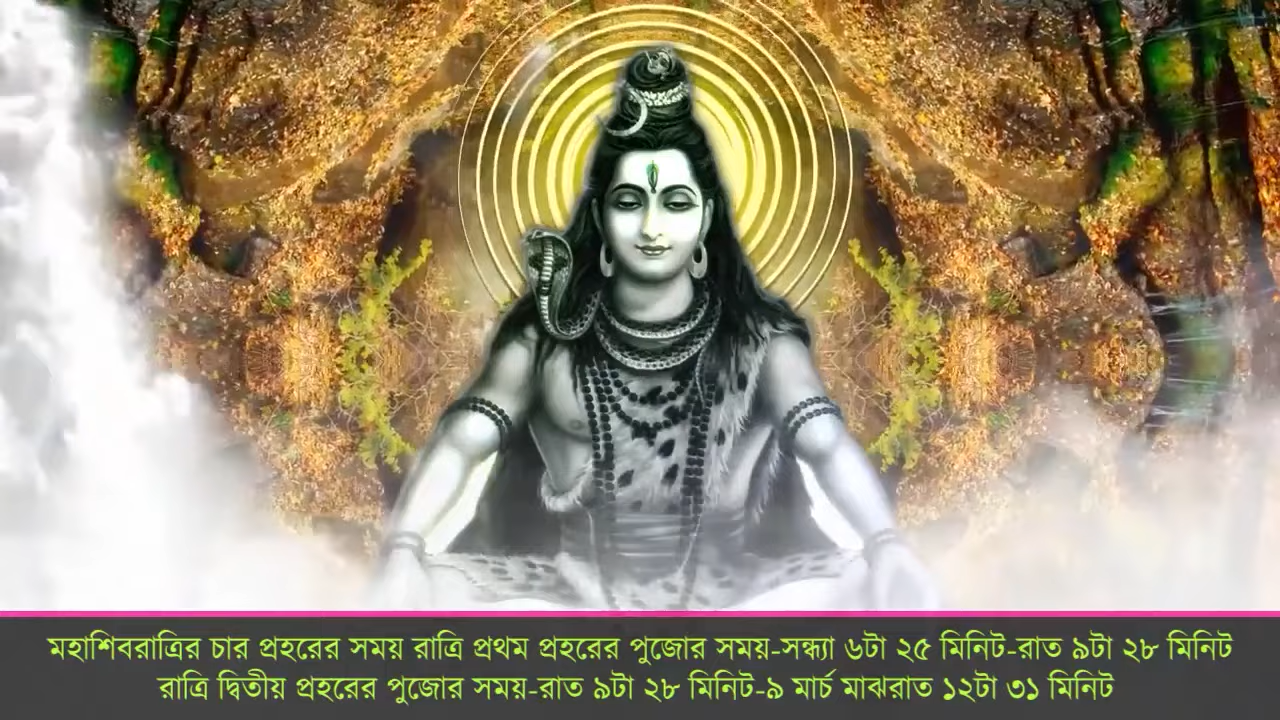 মহাশিবরাত্রির চার প্রহরের সময় রাত্রি প্রথম প্রহরের পুজোর সময়-সন্ধ্যা ৬টা ২৫ মিনিট-রাত ৯টা ২৮ মিনিট
রাত্রি দ্বিতীয় প্রহরের পুজোর সময়-রাত ৯টা ২৮ মিনিট-৯ মার্চ মাঝরাত ১২টা ৩১ মিনিট